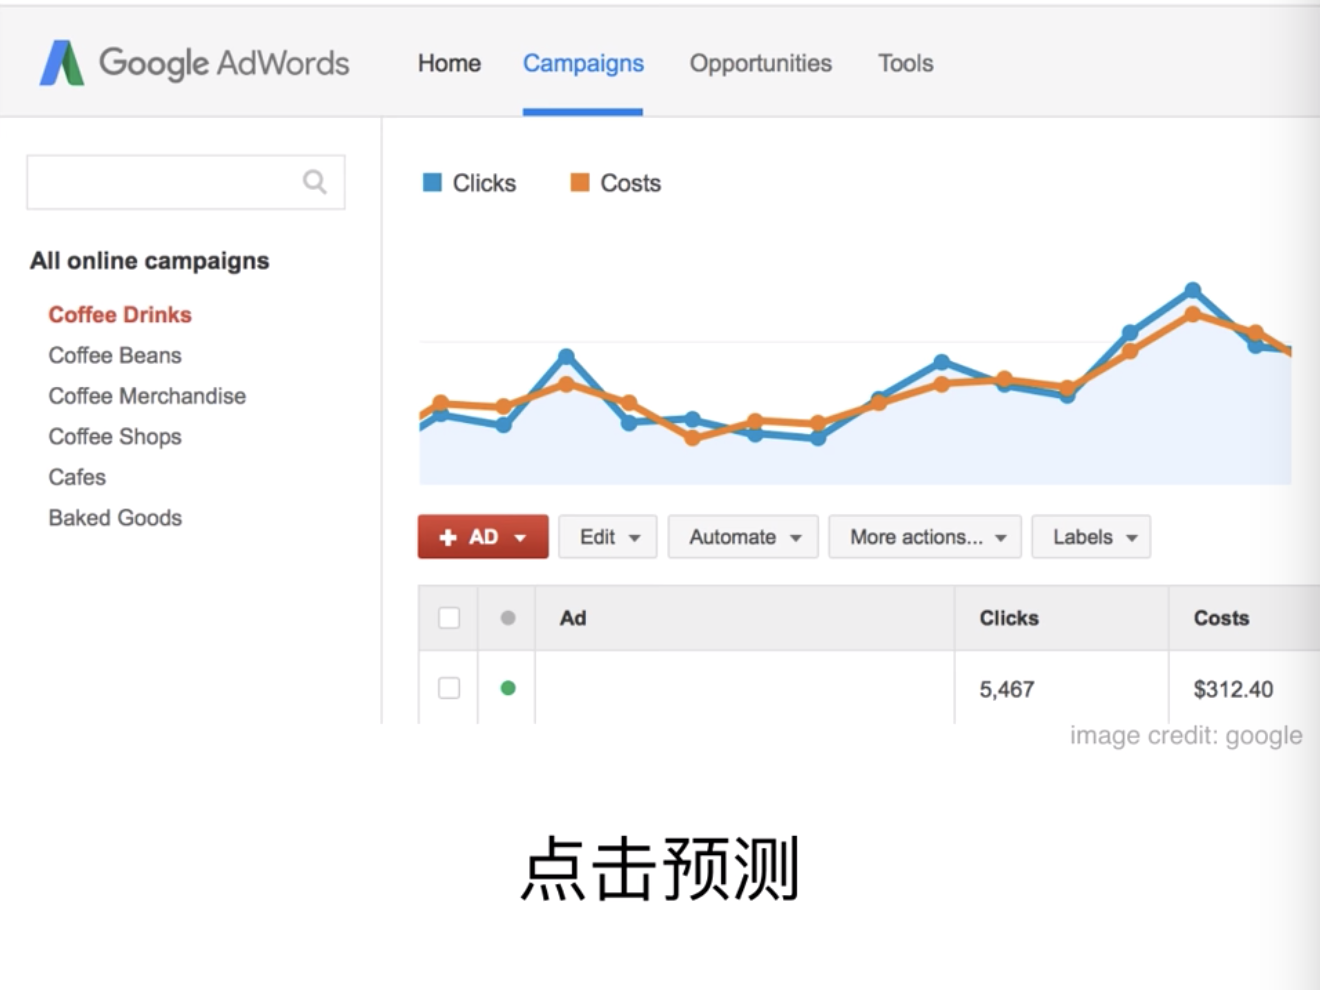 Google AdWords Home Campaigns Opportunities Tools
Clicks Costs
All online campaigns
Coffee Drinks
Coffee Beans
Coffee Merchandise
Coffee Shops
Cafes
Baked Goods
+ AD Edit Automate More actions... Labels
Ad Clicks Costs
5,467 $312.40
image credit: google
点击预测